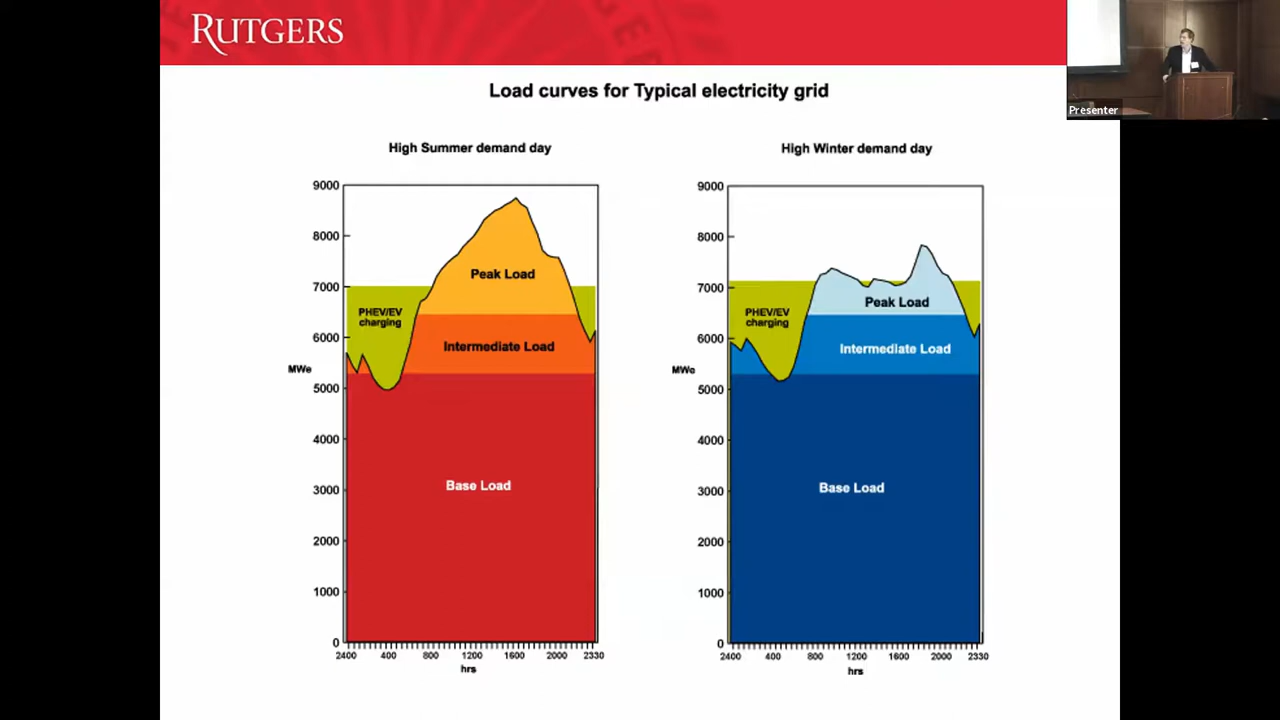 RUTGERS
Presenter
Load curves for Typical electricity grid
High Summer demand day
9000
8000
7000
6000
5000
4000
3000
2000
1000
0
MWe
PHEV/EV
charging
Peak Load
Intermediate Load
Base Load
2400 400 800 1200 1600 2000 2330
hrs
High Winter demand day
9000
8000
7000
6000
5000
4000
3000
2000
1000
0
MWe
PHEV/EV
charging
Peak Load
Intermediate Load
Base Load
2400 400 800 1200 1600 2000 2330
hrs